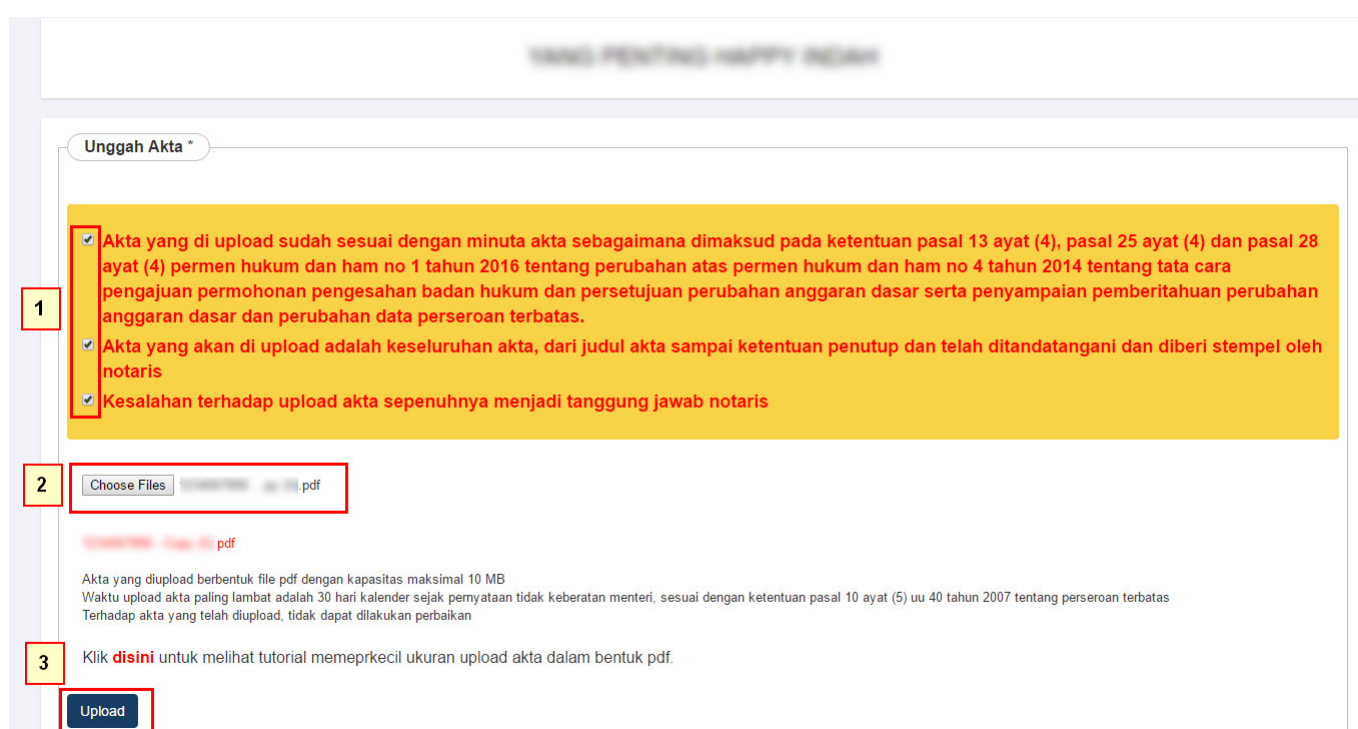 Unggah Akta *
Akta yang di upload sudah sesuai dengan minuta akta sebagaimana dimaksud pada ketentuan pasal 13 ayat (4), pasal 25 ayat (4) dan pasal 28
ayat (4) permen hukum dan ham no 1 tahun 2016 tentang perubahan atas permen hukum dan ham no 4 tahun 2014 tentang tata cara
1
pengajuan permohonan pengesahan badan hukum dan persetujuan perubahan anggaran dasar serta penyampaian pemberitahuan perubahan
anggaran dasar dan perubahan data perseroan terbatas.
Akta yang akan di upload adalah keseluruhan akta, dari judul akta sampai ketentuan penutup dan telah ditandatangani dan diberi stempel oleh
notaris
Kesalahan terhadap upload akta sepenuhnya menjadi tanggung jawab notaris
2
Choose Files .pdf
pdf
Akta yang diupload berbentuk file pdf dengan kapasitas maksimal 10 MB
Waktu upload akta paling lambat adalah 30 hari kalender sejak pernyataan tidak keberatan menteri, sesuai dengan ketentuan pasal 10 ayat (5) uu 40 tahun 2007 tentang perseroan terbatas
Terhadap akta yang telah diupload, tidak dapat dilakukan perbaikan
3
Klik disini untuk melihat tutorial memeprkecil ukuran upload akta dalam bentuk pdf.
Upload